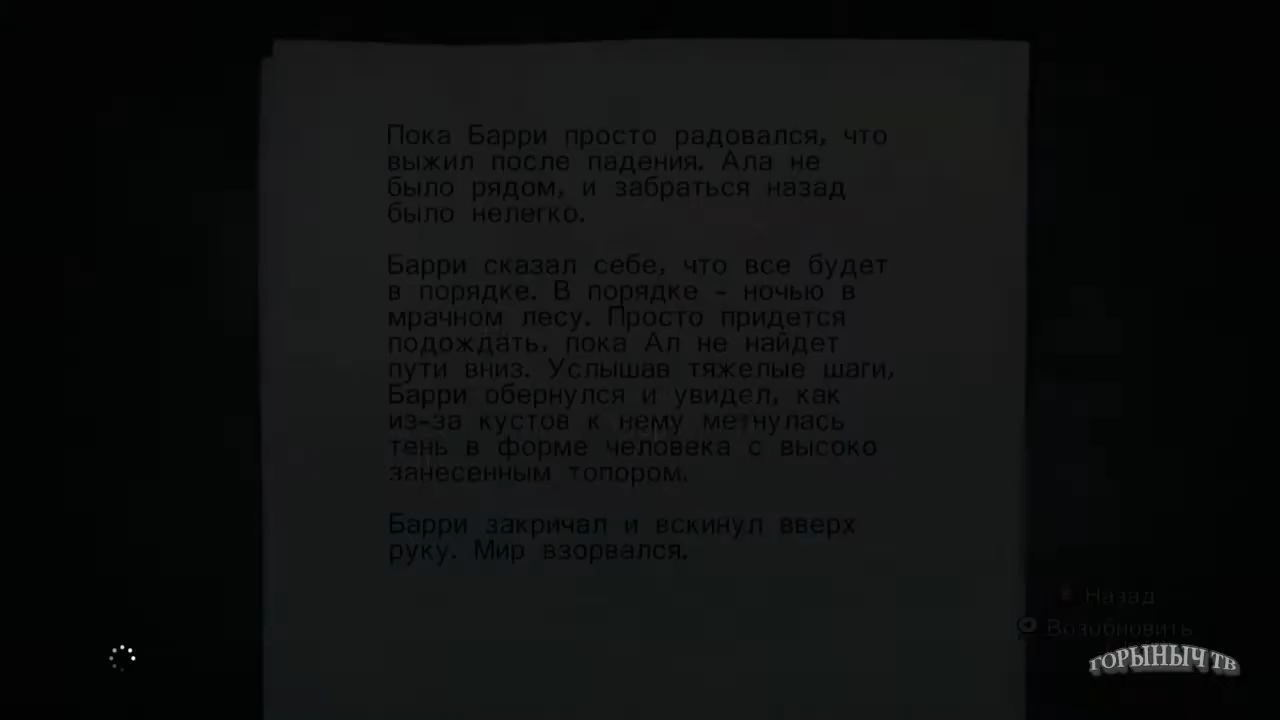 Пока Барри просто радовался, что
выжил после падения. Ала не
было рядом, и забраться назад
было нелегко.
Барри сказал себе, что все будет
в порядке. В порядке - ночью в
мрачном лесу. Просто придется
подождать, пока Ал не найдет
пути вниз. Услышав тяжелые шаги,
Барри обернулся и увидел, как
из-за кустов к нему метнулась
тень в форме человека с высоко
занесенным топором.
Барри закричал и вскинул вверх
руку. Мир взорвался.
Назад
Возобновить
ГОРЫНЫЧ ТВ